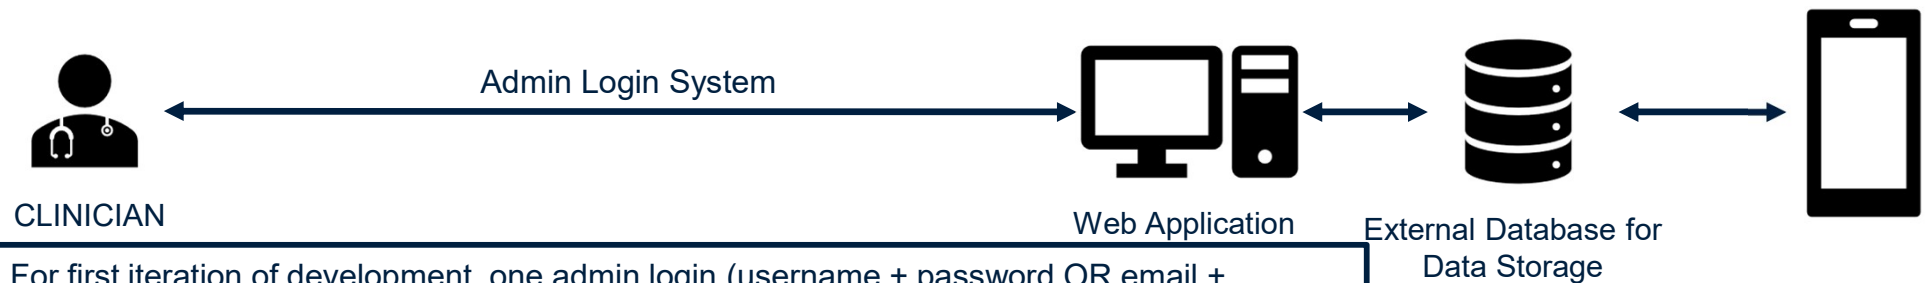 Admin Login System
CLINICIAN
Web Application
External Database for
Data Storage
For first iteration of development, one admin login (username + password OR email +